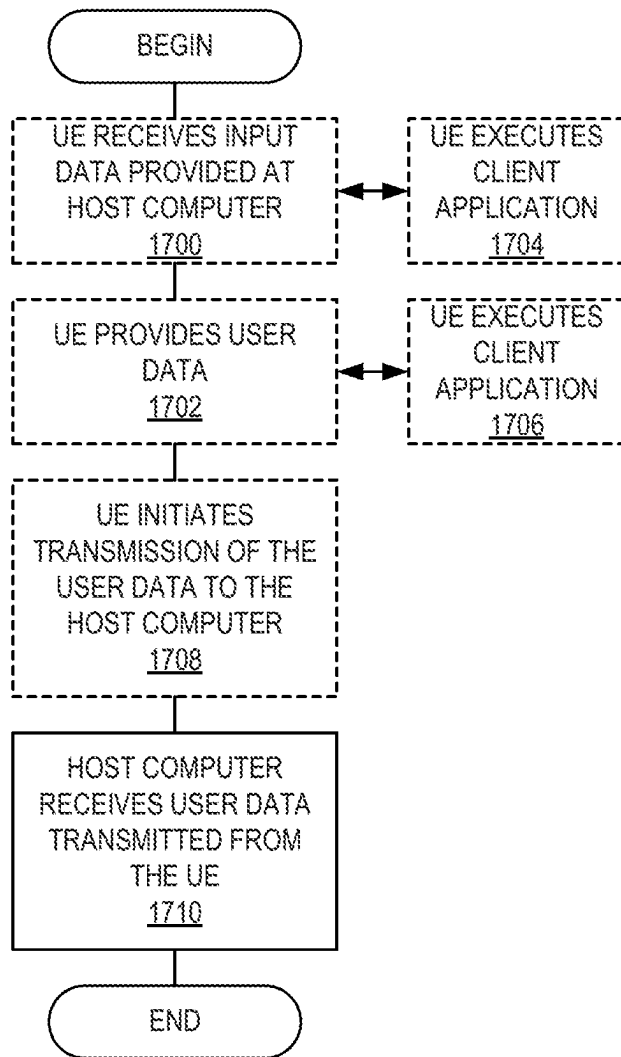 BEGIN
UE RECEIVES INPUT
DATA PROVIDED AT
HOST COMPUTER
1700
UE EXECUTES
CLIENT
APPLICATION
1704
UE PROVIDES USER
DATA
1702
UE EXECUTES
CLIENT
APPLICATION
1706
UE INITIATES
TRANSMISSION OF THE
USER DATA TO THE
HOST COMPUTER
1708
HOST COMPUTER
RECEIVES USER DATA
TRANSMITTED FROM
THE UE
1710
END